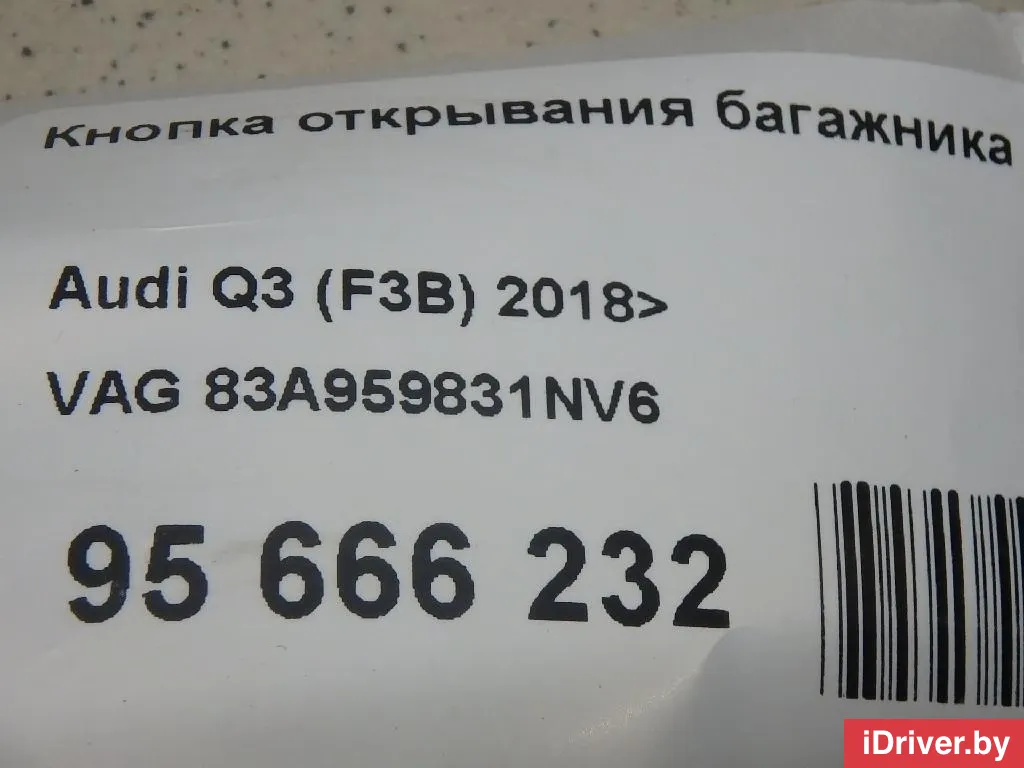 Кнопка открывания багажника
Audi Q3 (F3B) 2018>
VAG 83A959831NV6
95 666 232
iDriver.by